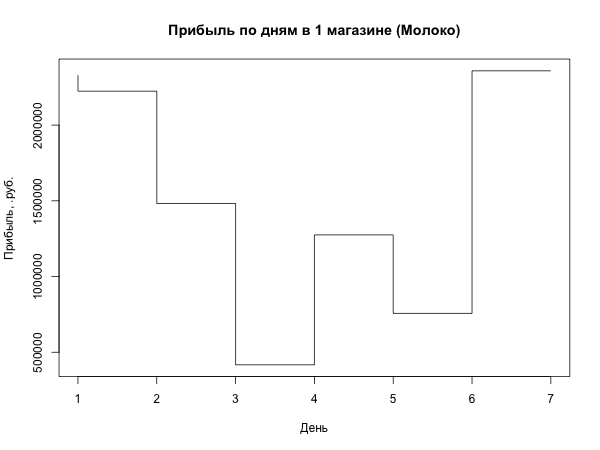 Прибыль по дням в 1 магазине (Молоко)
Прибыль, .руб.
2000000
1500000
1000000
500000
1 2 3 4 5 6 7
День